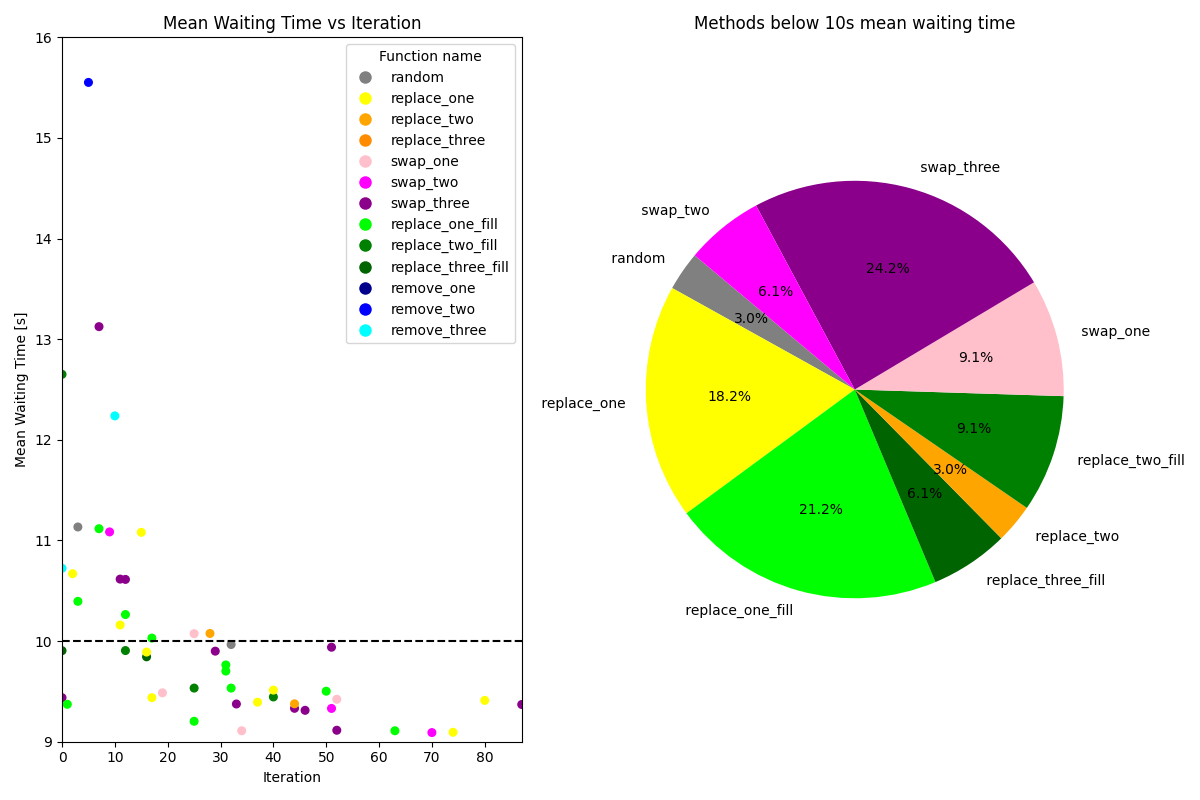 Mean Waiting Time vs Iteration
Mean Waiting Time [s]
16
15
14
13
12
11
10
9
0 10 20 30 40 50 60 70 80
Iteration
Function name
random
replace_one
replace_two
replace_three
swap_one
swap_two
swap_three
replace_one_fill
replace_two_fill
replace_three_fill
remove_one
remove_two
remove_three
Methods below 10s mean waiting time
swap_three
24.2%
swap_two
6.1%
random
3.0%
swap_one
9.1%
replace_one
18.2%
replace_two_fill
9.1%
replace_two
3.0%
replace_three_fill
6.1%
replace_one_fill
21.2%